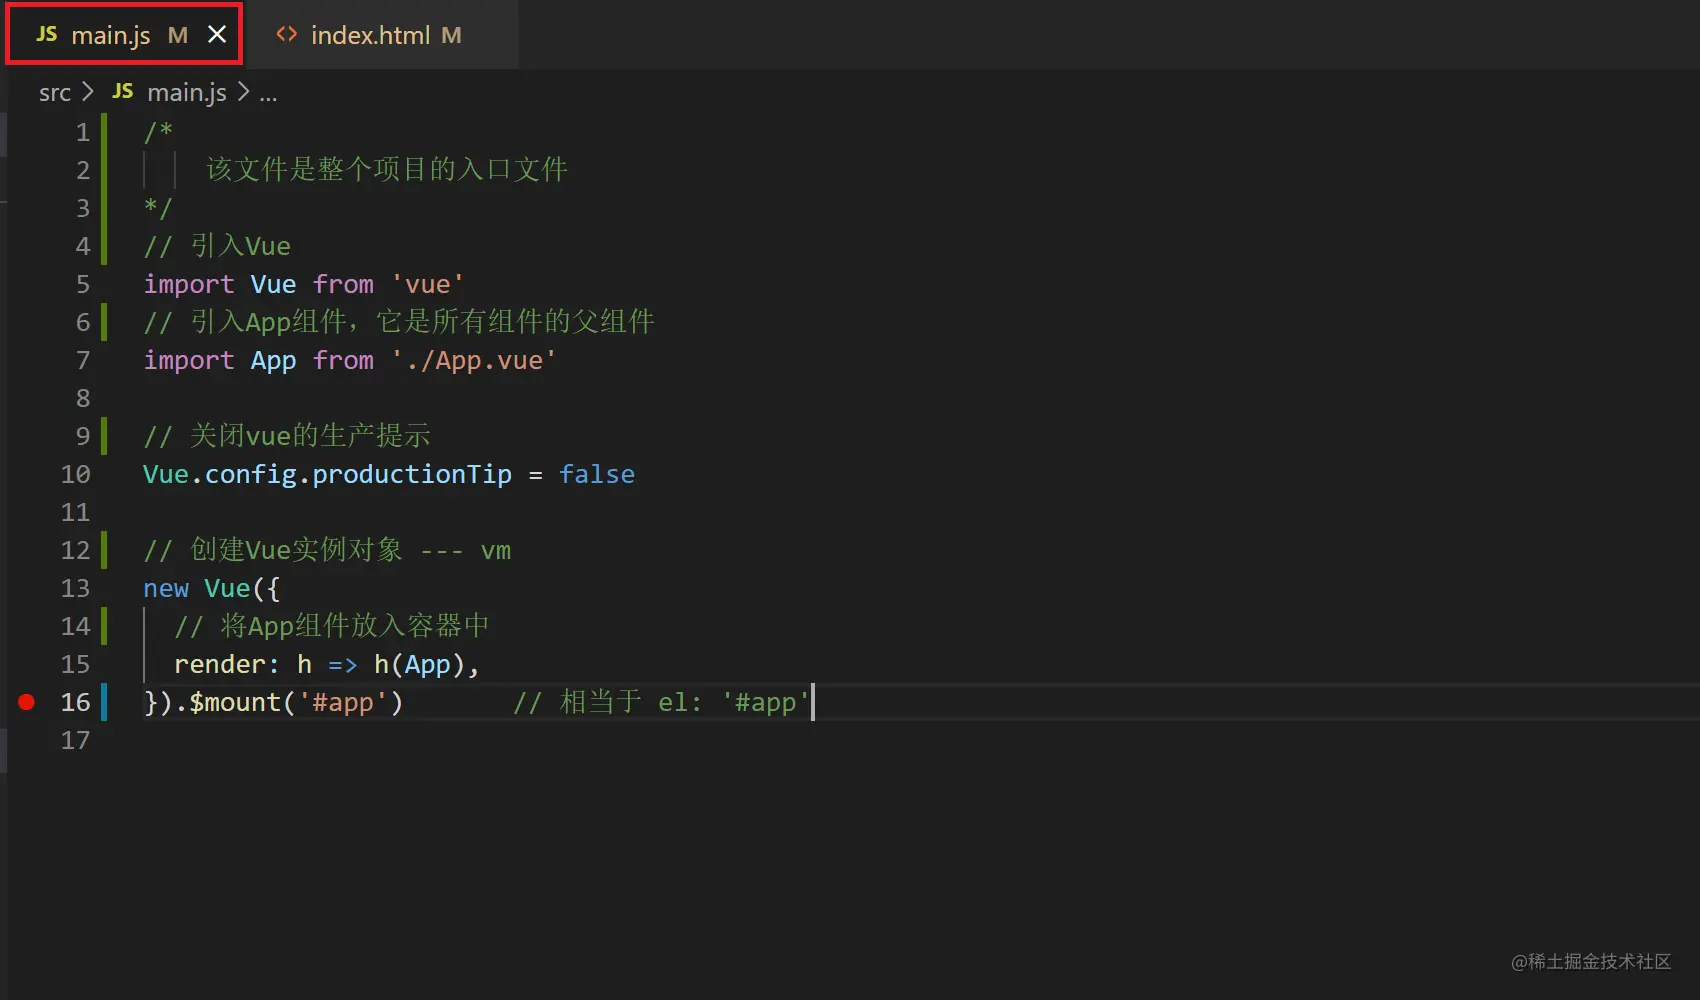 JS main.js M × <> index.html M
src > JS main.js > ...
1 /*
2 该文件是整个项目的入口文件
3 */
4 // 引入Vue
5 import Vue from 'vue'
6 // 引入App组件，它是所有组件的父组件
7 import App from './App.vue'
8
9 // 关闭vue的生产提示
10 Vue.config.productionTip = false
11
12 // 创建Vue实例对象 --- vm
13 new Vue({
14 // 将App组件放入容器中
15 render: h => h(App),
16 }).$mount('#app') // 相当于 el: '#app'
17
@稀土掘金技术社区